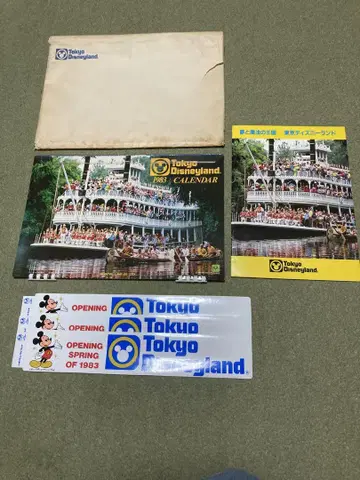 Tokyo
Disneyland
Tokyo
Disneyland
1983 CALENDAR
夢と魔法の王国 東京ディズニーランド
Tokyo
Disneyland
OPENING
Tokyo
OPENING
Tokyo
OPENING
SPRING
OF 1983
Tokyo
Disneyland